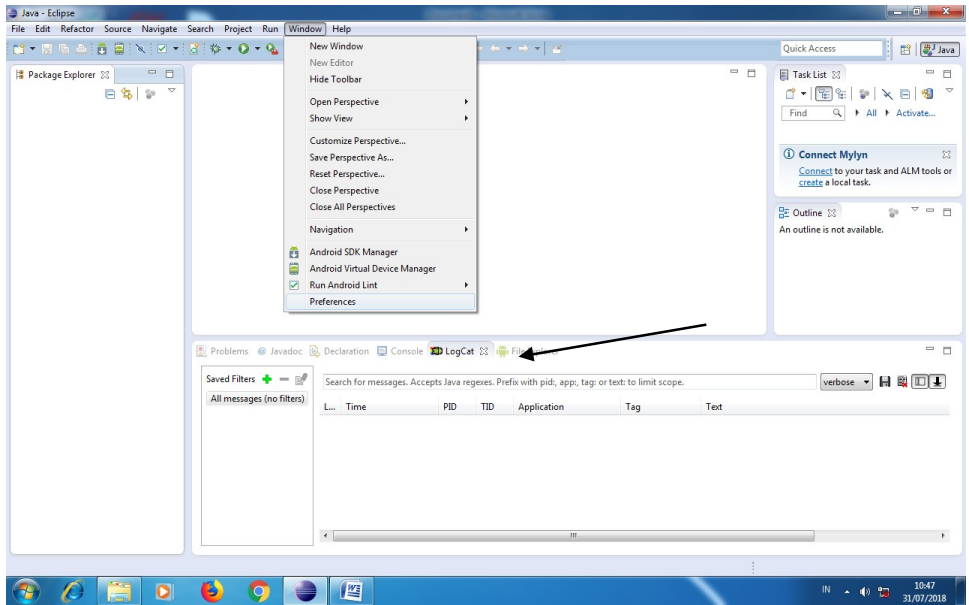 Java - Eclipse
File Edit Refactor Source Navigate Search Project Run Window Help
Quick Access
Java
New Window
New Editor
Hide Toolbar
Open Perspective
Show View
Customize Perspective...
Save Perspective As...
Reset Perspective...
Close Perspective
Close All Perspectives
Navigation
Android SDK Manager
Android Virtual Device Manager
Run Android Lint
Preferences
Package Explorer
Task List
Find All Activate...
Connect Mylyn
Connect to your task and ALM tools or
create a local task.
Outline
An outline is not available.
Problems @ Javadoc Declaration Console LogCat
Saved Filters
All messages (no filters)
Search for messages. Accepts Java regexes. Prefix with pid:, app:, tag: or text: to limit scope.
verbose
L... Time PID TID Application Tag Text
IN
10:47
31/07/2018